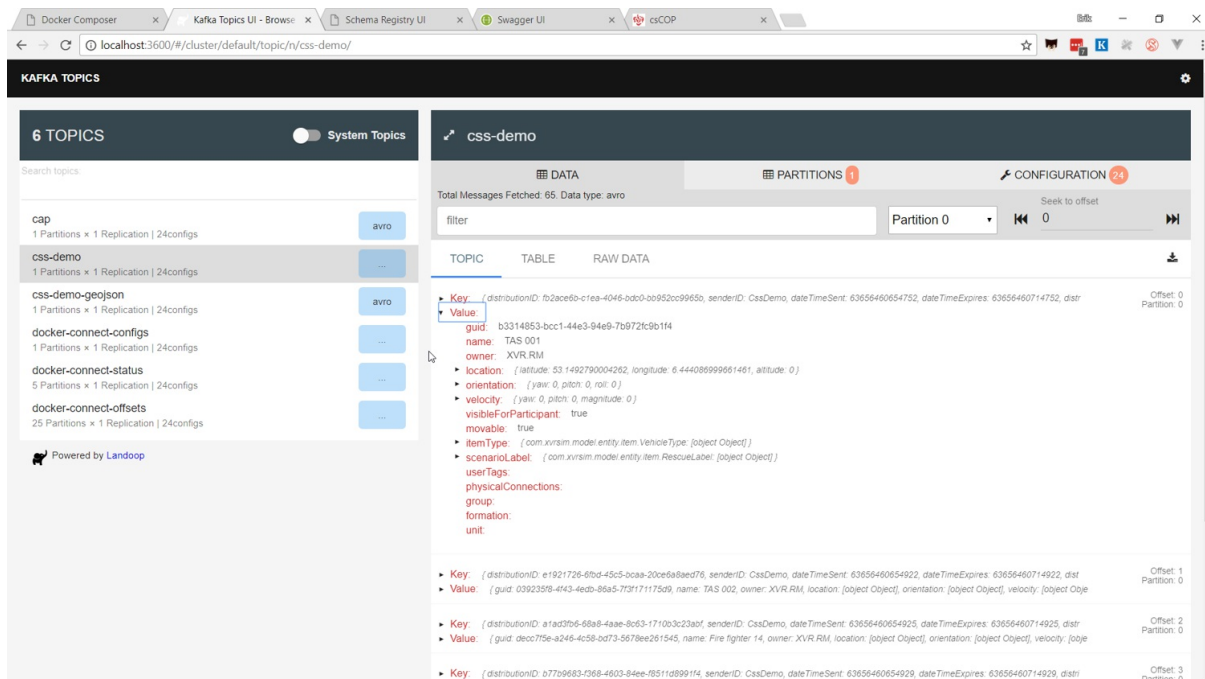 Docker Composer
Kafka Topics UI - Browse
Schema Registry UI
Swagger UI
csCOP
Erik
localhost:3600/#/cluster/default/topic/n/css-demo/
KAFKA TOPICS
6 TOPICS
System Topics
Search topics
cap
1 Partitions × 1 Replication | 24configs
avro
css-demo
1 Partitions × 1 Replication | 24configs
...
css-demo-geojson
1 Partitions × 1 Replication | 24configs
avro
docker-connect-configs
1 Partitions × 1 Replication | 24configs
...
docker-connect-status
5 Partitions × 1 Replication | 24configs
...
docker-connect-offsets
25 Partitions × 1 Replication | 24configs
...
Powered by Landoop
css-demo
DATA
PARTITIONS 1
CONFIGURATION 24
Total Messages Fetched: 65. Data type: avro
filter
Partition 0
Seek to offset
0
TOPIC TABLE RAW DATA
Key: { distributionID: fb2ace6b-c1ea-4046-bdc0-bb952cc9965b, senderID: CssDemo, dateTimeSent: 63656460654752, dateTimeExpires: 63656460714752, distr
Offset: 0
Partition: 0
Value:
guid: b3314853-bcc1-44e3-94e9-7b972fc9b1f4
name: TAS 001
owner: XVR.RM
location: { latitude: 53.1492790004262, longitude: 6.444086999661461, altitude: 0 }
orientation: { yaw: 0, pitch: 0, roll: 0 }
velocity: { yaw: 0, pitch: 0, magnitude: 0 }
visibleForParticipant: true
movable: true
itemType: { com.xvrsim.model.entity.item.VehicleType: [object Object] }
scenarioLabel: { com.xvrsim.model.entity.item.RescueLabel: [object Object] }
userTags:
physicalConnections:
group:
formation:
unit:
Key: { distributionID: e1921726-6fbd-45c5-bcaa-20ce6a8aed76, senderID: CssDemo, dateTimeSent: 63656460654922, dateTimeExpires: 63656460714922, dist
Offset: 1
Partition: 0
Value: { guid: 039235f8-4f43-4edb-86a5-7f3f171175d9, name: TAS 002, owner: XVR.RM, location: [object Object], orientation: [object Object], velocity: [object Obje
Key: { distributionID: a1ad3fb6-68a8-4aae-8c63-1710b3c23abf, senderID: CssDemo, dateTimeSent: 63656460654925, dateTimeExpires: 63656460714925, distr
Offset: 2
Partition: 0
Value: { guid: decc7f5e-a246-4c58-bd73-5678ee261545, name: Fire fighter 14, owner: XVR.RM, location: [object Object], orientation: [object Object], velocity: [obje
Key: { distributionID: b77b9683-f368-4603-84ee-f8511d8991f4, senderID: CssDemo, dateTimeSent: 63656460654929, dateTimeExpires: 63656460714929, distri
Offset: 3
Partition: 0